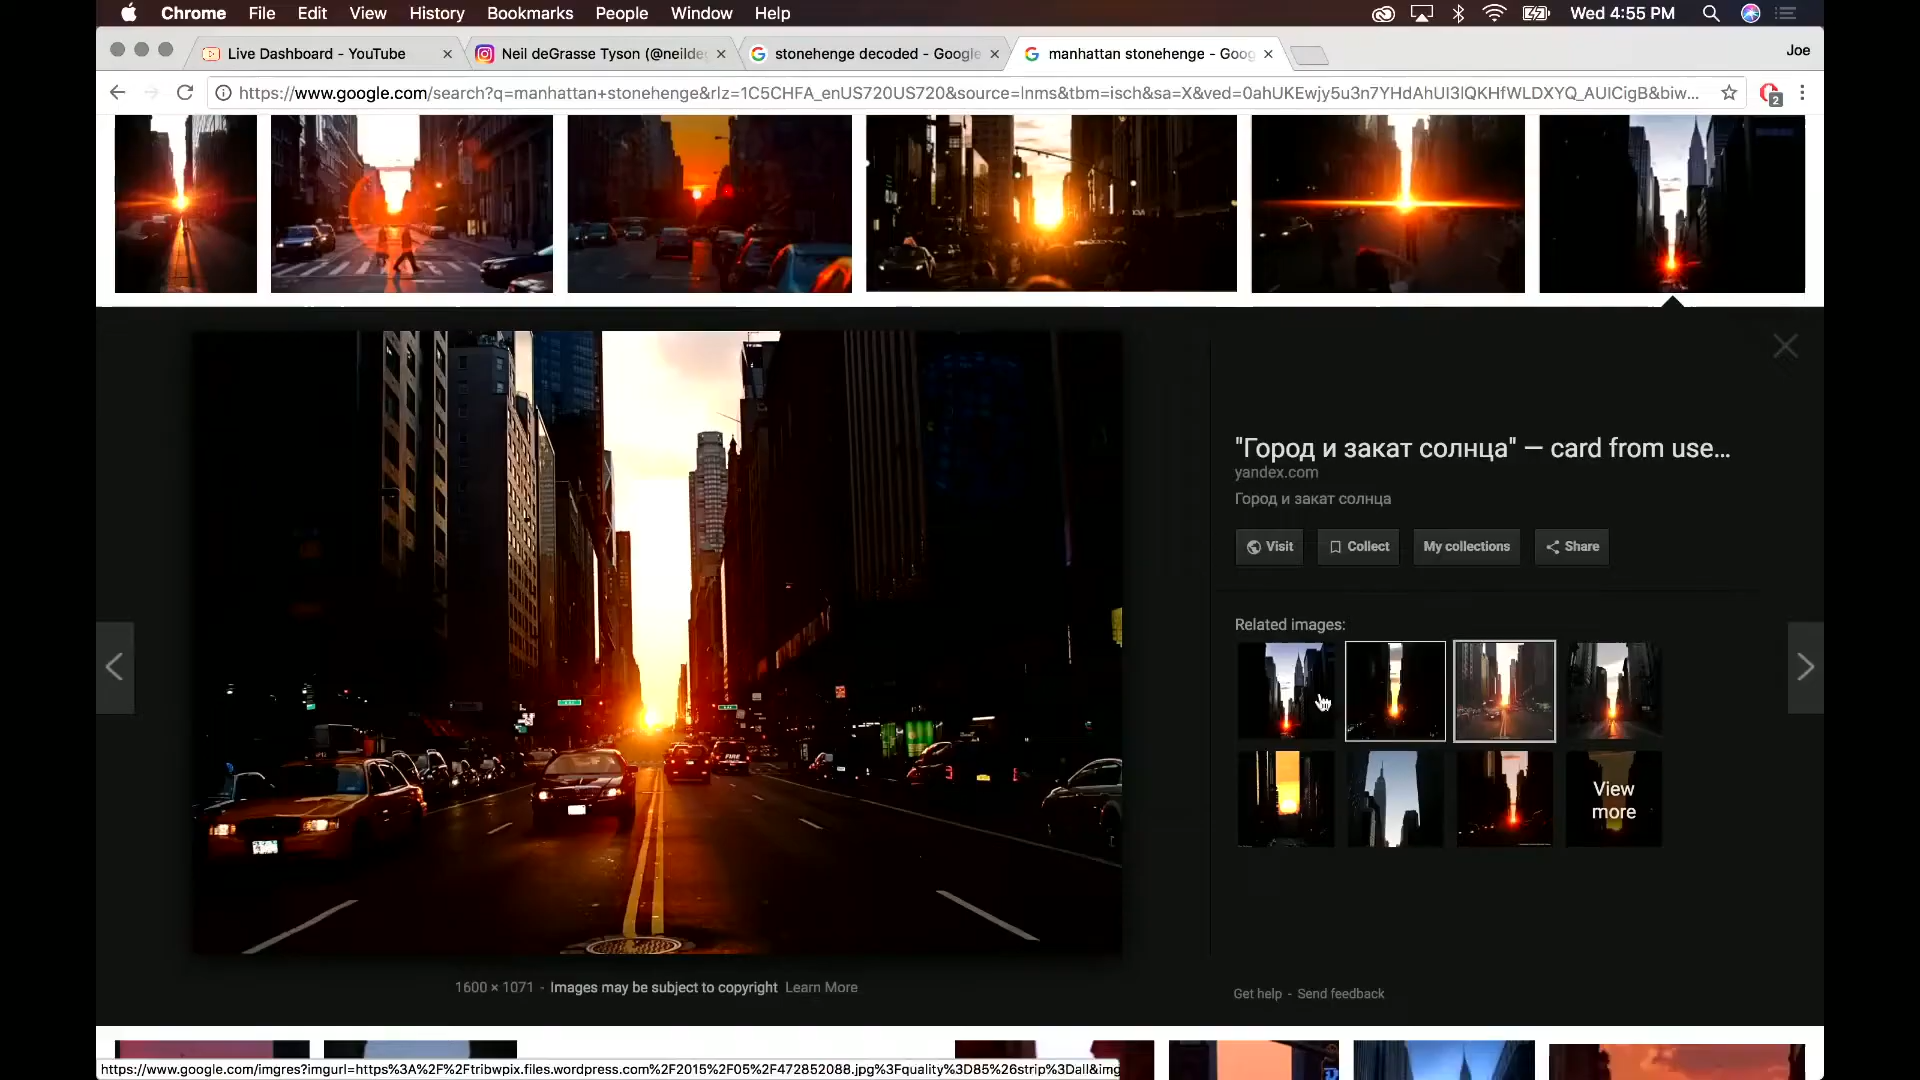 Chrome File Edit View History Bookmarks People Window Help Wed 4:55 PM
Live Dashboard - YouTube
Neil deGrasse Tyson (@neilde
stonehenge decoded - Google
manhattan stonehenge - Goog
Joe
https://www.google.com/search?q=manhattan+stonehenge&rlz=1C5CHFA_enUS720US720&source=lnms&tbm=isch&sa=X&ved=0ahUKEwjy5u3n7YHdAhUI3lQKHfWLDXYQ_AUICigB&biw...
2
"Город и закат солнца" — card from use...
yandex.com
Город и закат солнца
Visit Collect My collections Share
Related images:
View
more
FIRE
1600 × 1071 - Images may be subject to copyright Learn More
Get help - Send feedback
https://www.google.com/imgres?imgurl=https%3A%2F%2Ftribwpix.files.wordpress.com%2F2015%2F05%2F472852088.jpg%3Fquality%3D85%26strip%3Dall&img